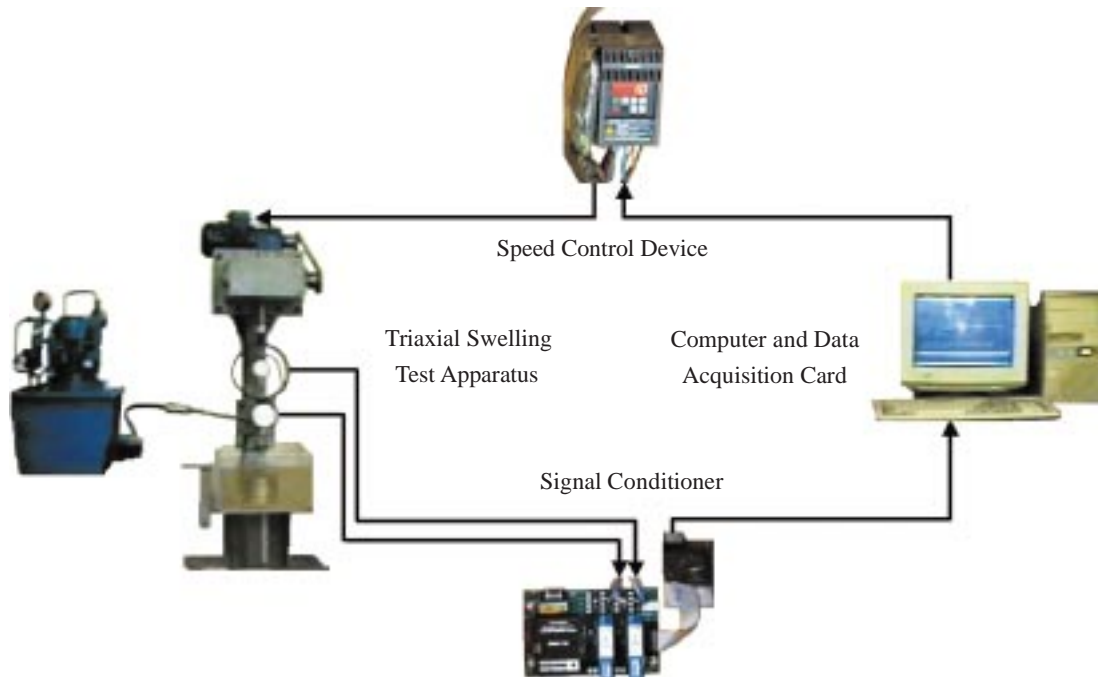 Speed Control Device
Triaxial Swelling
Test Apparatus
Computer and Data
Acquisition Card
Signal Conditioner